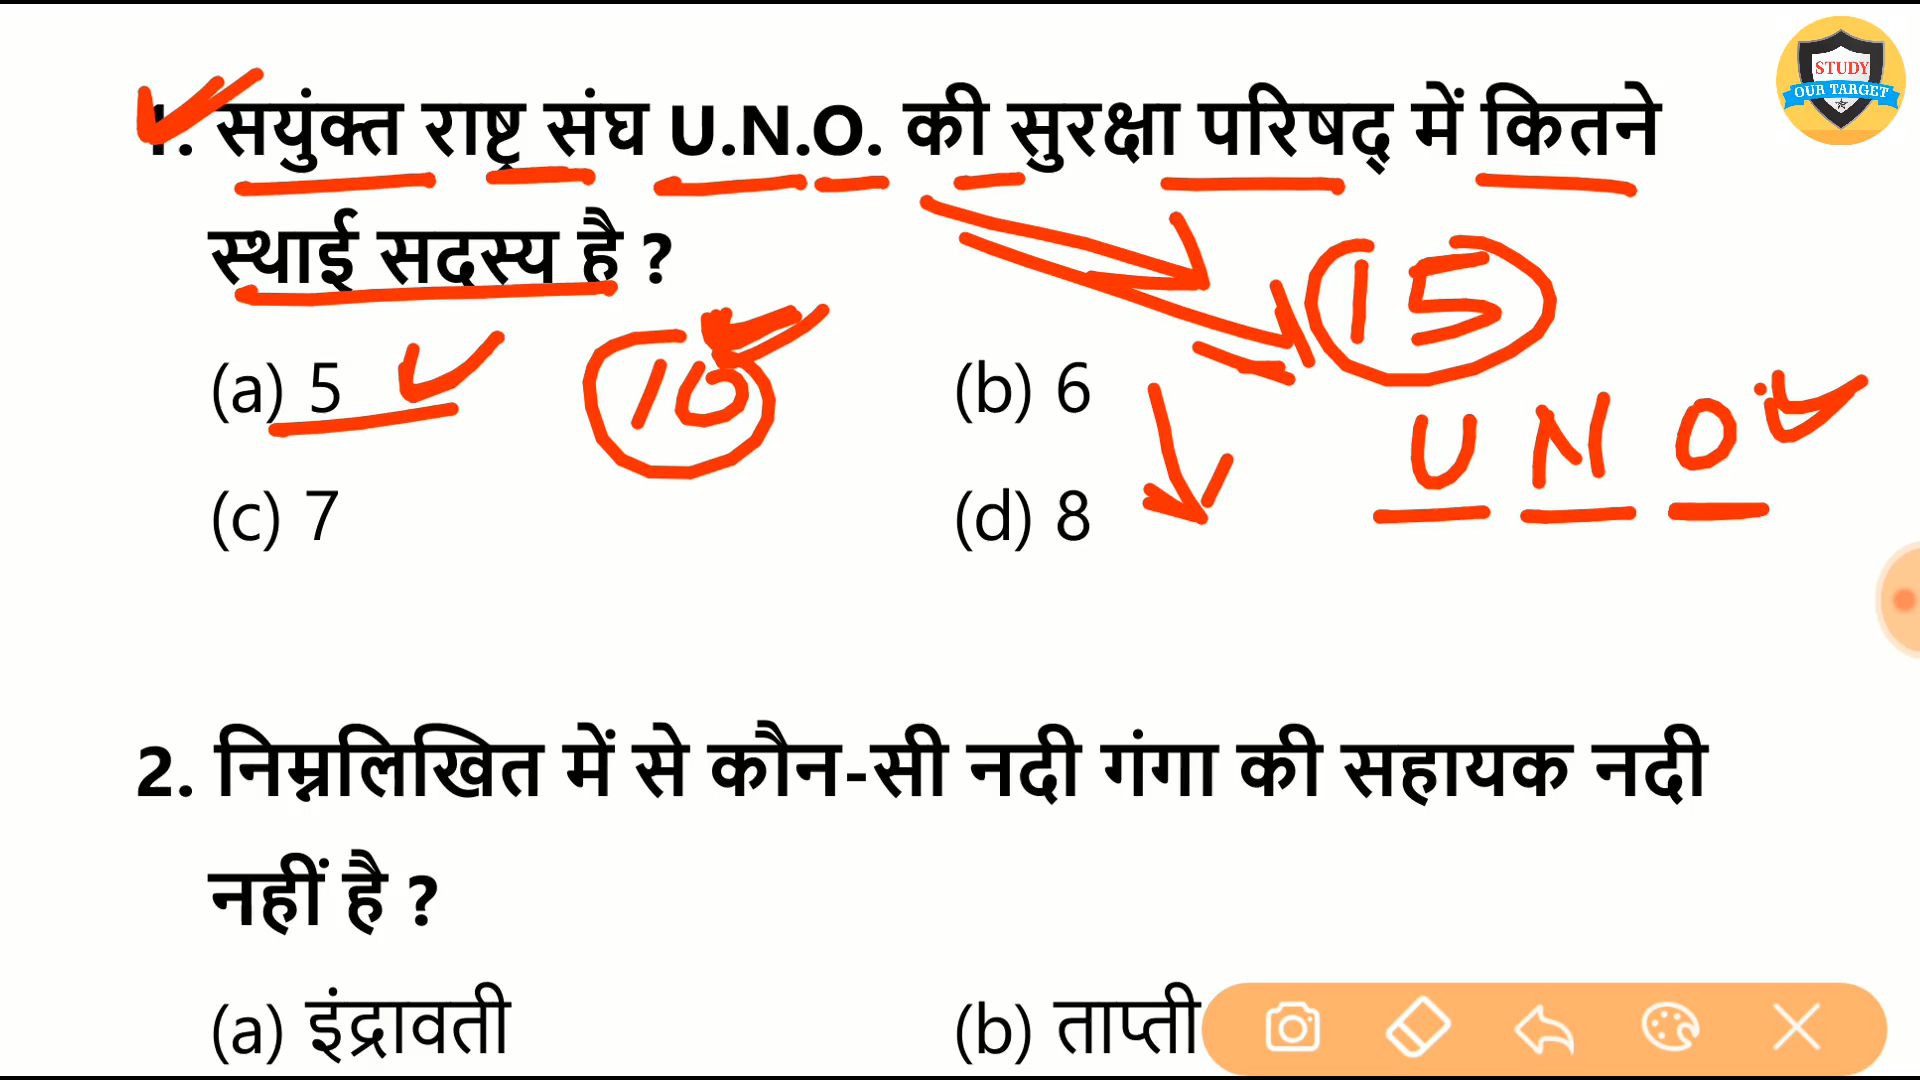 STUDY
OUR TARGET
1. सयुंक्त राष्ट्र संघ U.N.O. की सुरक्षा परिषद् में कितने
स्थाई सदस्य है ?
15
(a) 5
10
(b) 6
U N O
(c) 7
(d) 8
2. निम्नलिखित में से कौन-सी नदी गंगा की सहायक नदी
नहीं है ?
(a) इंद्रावती
(b) ताप्ती